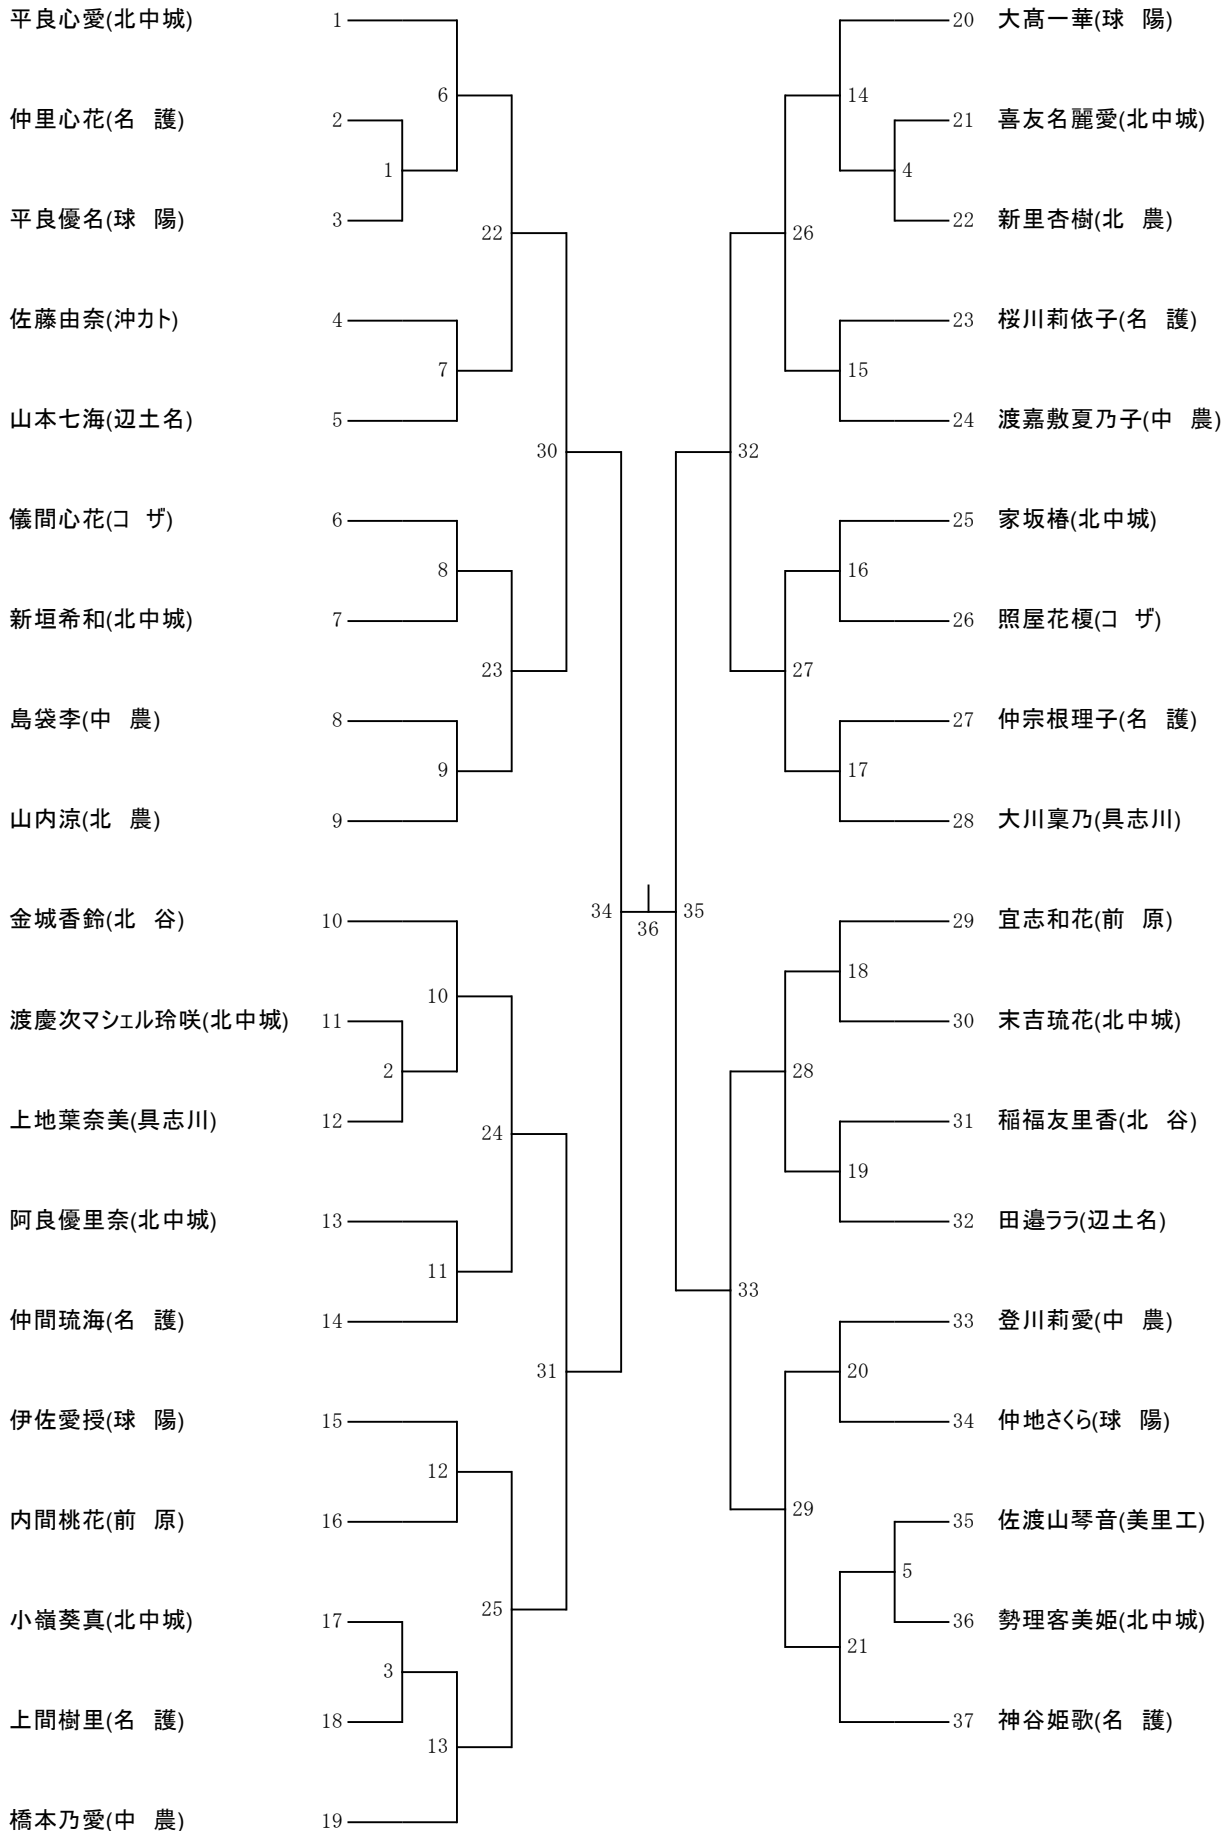 平良心愛(北中城) 1
6
仲里心花(名　護) 2
1
平良優名(球　陽) 3
22
佐藤由奈(沖カト) 4
7
山本七海(辺土名) 5
30
儀間心花(コ　ザ) 6
8
新垣希和(北中城) 7
23
島袋李(中　農) 8
9
山内涼(北　農) 9
34
金城香鈴(北　谷) 10
10
渡慶次マシェル玲咲(北中城) 11
2
上地葉奈美(具志川) 12
24
阿良優里奈(北中城) 13
11
仲間琉海(名　護) 14
31
伊佐愛授(球　陽) 15
12
内間桃花(前　原) 16
25
小嶺葵真(北中城) 17
3
上間樹里(名　護) 18
13
橋本乃愛(中　農) 19
36
20 大髙一華(球　陽)
14
21 喜友名麗愛(北中城)
4
22 新里杏樹(北　農)
26
23 桜川莉依子(名　護)
15
24 渡嘉敷夏乃子(中　農)
32
25 家坂椿(北中城)
16
26 照屋花榎(コ　ザ)
27
27 仲宗根理子(名　護)
17
28 大川稟乃(具志川)
35
29 宜志和花(前　原)
18
30 末吉琉花(北中城)
28
31 稲福友里香(北　谷)
19
32 田邉ララ(辺土名)
33
33 登川莉愛(中　農)
20
34 仲地さくら(球　陽)
29
35 佐渡山琴音(美里工)
5
36 勢理客美姫(北中城)
21
37 神谷姫歌(名　護)